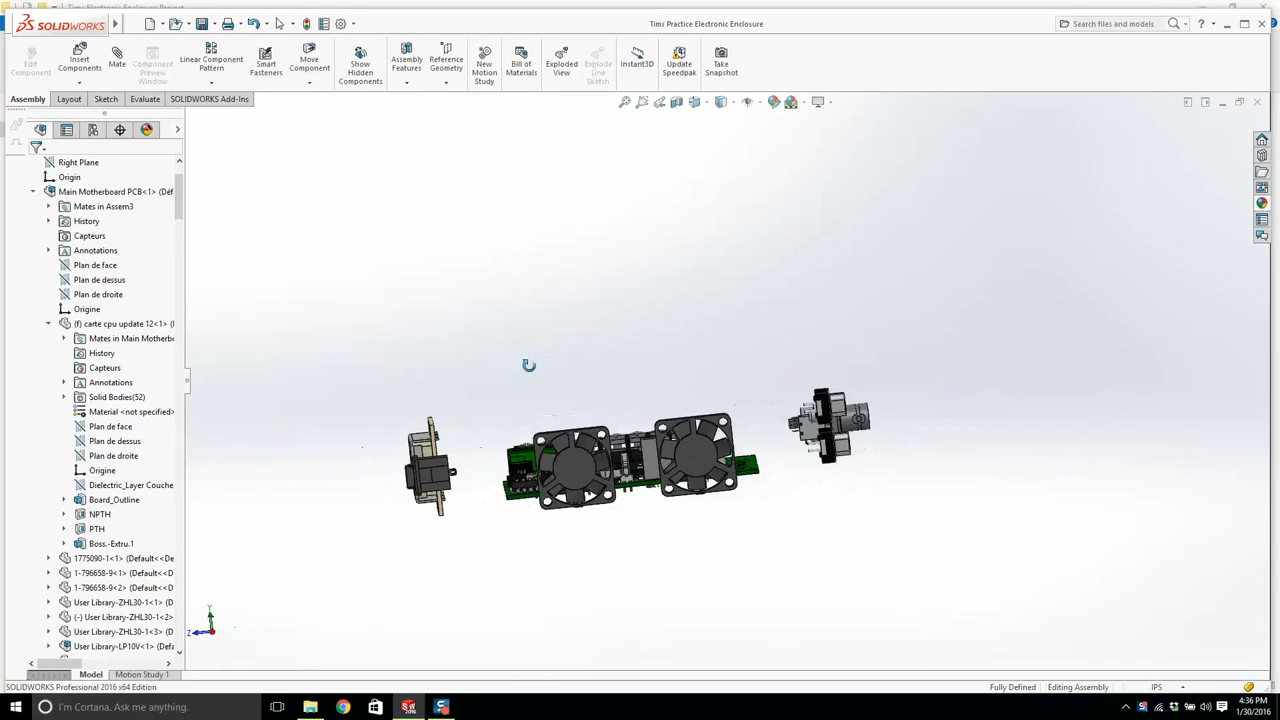 SOLIDWORKS
Tims Practice Electronic Enclosure
Search files and models
Edit Component
Insert Components
Mate
Component Preview Window
Linear Component Pattern
Smart Fasteners
Move Component
Show Hidden Components
Assembly Features
Reference Geometry
New Motion Study
Bill of Materials
Exploded View
Explode Line Sketch
Instant3D
Update Speedpak
Take Snapshot
Assembly
Layout
Sketch
Evaluate
SOLIDWORKS Add-Ins
Right Plane
Origin
Main Motherboard PCB<1> (Déf
Mates in Assem3
History
Capteurs
Annotations
Plan de face
Plan de dessus
Plan de droite
Origine
(f) carte cpu update 12<1> (
Mates in Main Motherb
History
Capteurs
Annotations
Solid Bodies(52)
Material <not specified>
Plan de face
Plan de dessus
Plan de droite
Origine
Dielectric_Layer Couche
Board_Outline
NPTH
PTH
Boss.-Extru.1
1775090-1<1> (Default<<De
1-796658-9<1> (Default<<D
1-796658-9<2> (Default<<D
User Library-ZHL30-1<1> (D
(-) User Library-ZHL30-1<2>
User Library-ZHL30-1<3> (D
User Library-LP10V<1> (Defa
Y
Z
Model
Motion Study 1
SOLIDWORKS Professional 2016 x64 Edition
Fully Defined
Editing Assembly
IPS
I'm Cortana. Ask me anything.
4:36 PM
1/30/2016